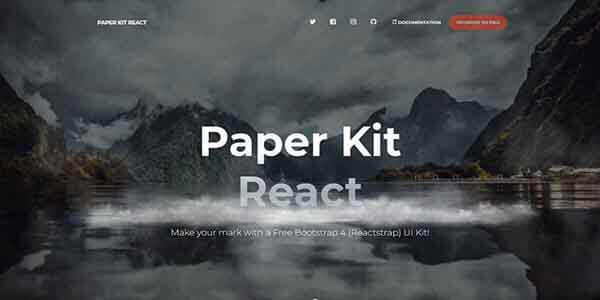 PAPER KIT REACT
DOCUMENTATION
UPGRADE TO PRO
Paper Kit
React
Make your mark with a Free Bootstrap 4 (Reactstrap) UI Kit!